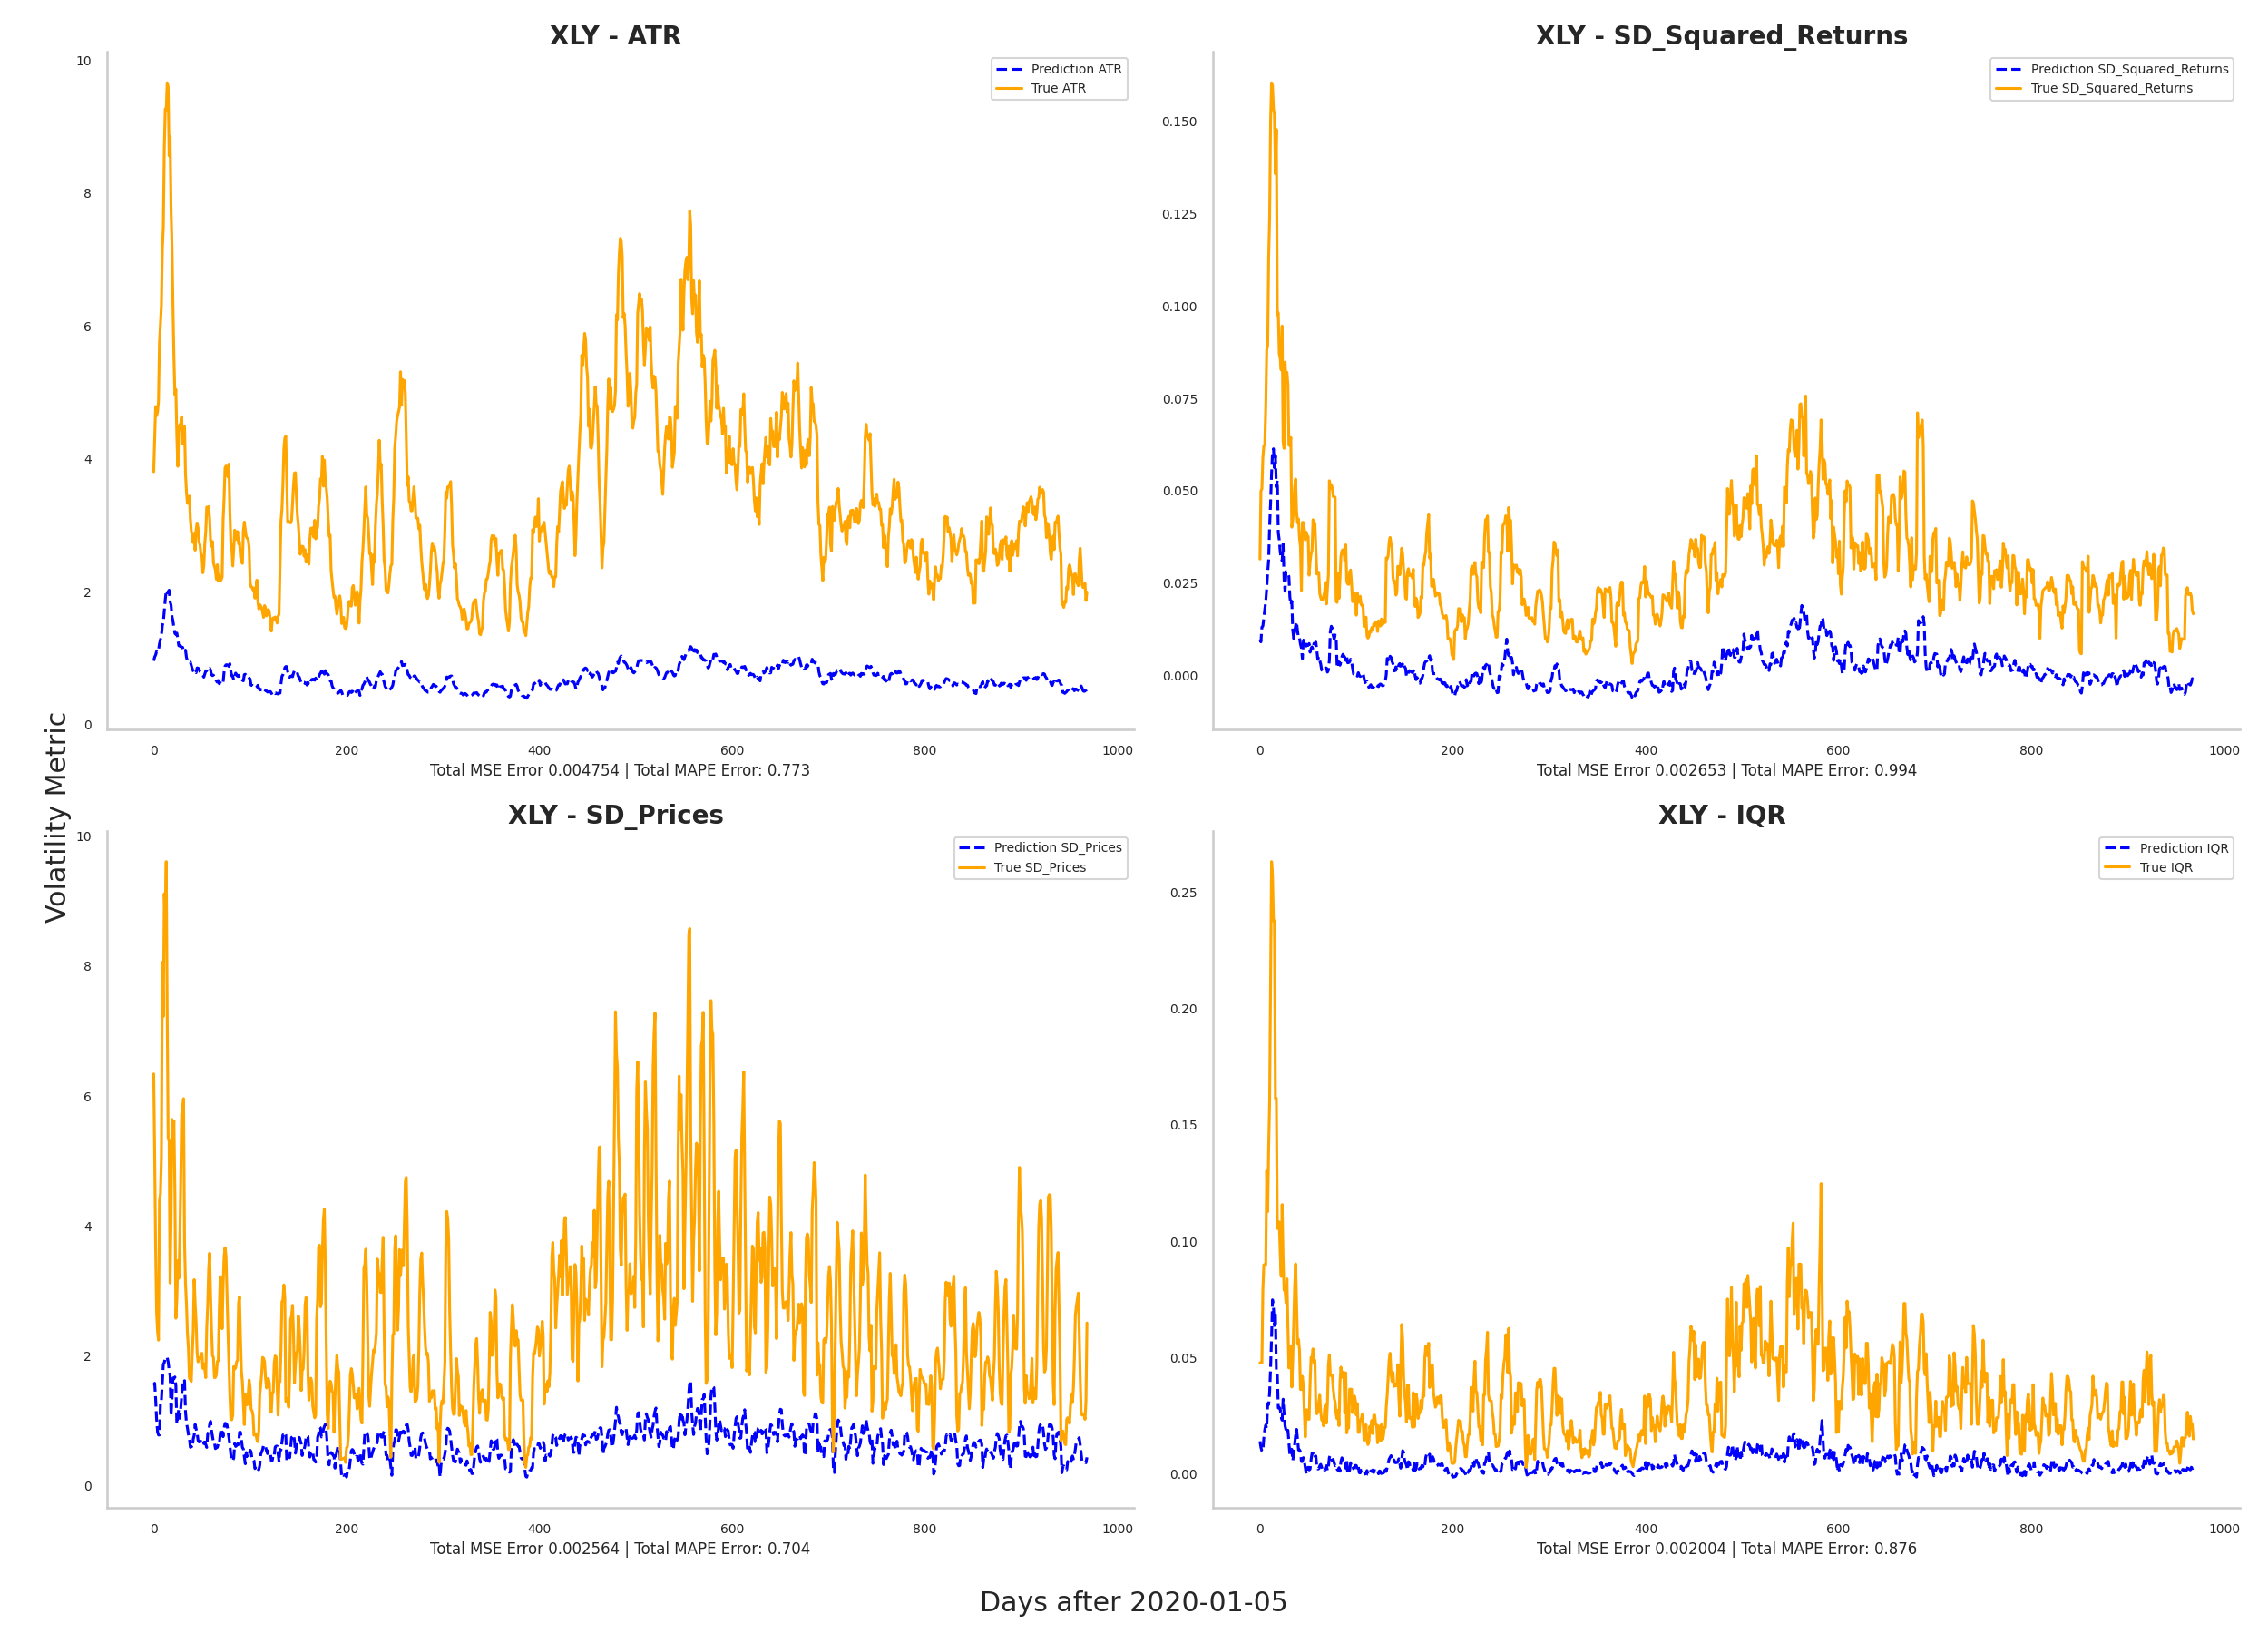 XLY - ATR
Prediction ATR
True ATR
10
8
6
4
2
0
0 200 400 600 800 1000
Total MSE Error 0.004754 | Total MAPE Error: 0.773
XLY - SD_Squared_Returns
Prediction SD_Squared_Returns
True SD_Squared_Returns
0.150
0.125
0.100
0.075
0.050
0.025
0.000
0 200 400 600 800 1000
Total MSE Error 0.002653 | Total MAPE Error: 0.994
Volatility Metric
XLY - SD_Prices
Prediction SD_Prices
True SD_Prices
10
8
6
4
2
0
0 200 400 600 800 1000
Total MSE Error 0.002564 | Total MAPE Error: 0.704
XLY - IQR
Prediction IQR
True IQR
0.25
0.20
0.15
0.10
0.05
0.00
0 200 400 600 800 1000
Total MSE Error 0.002004 | Total MAPE Error: 0.876
Days after 2020-01-05